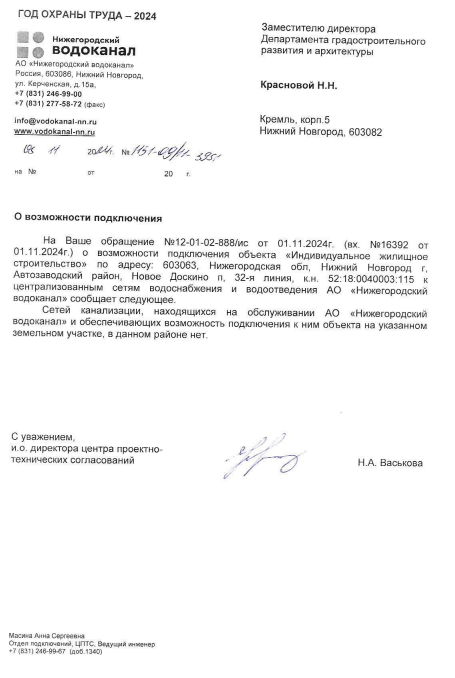 ГОД ОХРАНЫ ТРУДА – 2024
Нижегородский
ВОДОКАНАЛ
АО «Нижегородский водоканал»
Россия, 603086, Нижний Новгород,
ул. Керченская, д.15а,
+7 (831) 246-99-00
+7 (831) 277-58-72 (факс)
info@vodokanal-nn.ru
www.vodokanal-nn.ru
08 11 2024г. №
на № от 20 г.
Заместителю директора
Департамента градостроительного
развития и архитектуры
Красновой Н.Н.
Кремль, корп.5
Нижний Новгород, 603082
О возможности подключения
На Ваше обращение №12-01-02-888/ис от 01.11.2024г. (вх. №16392 от
01.11.2024г.) о возможности подключения объекта «Индивидуальное жилищное
строительство» по адресу: 603063, Нижегородская обл, Нижний Новгород г,
Автозаводский район, Новое Доскино п, 32-я линия, к.н. 52:18:0040003:115 к
централизованным сетям водоснабжения и водоотведения АО «Нижегородский
водоканал» сообщает следующее.
Сетей канализации, находящихся на обслуживании АО «Нижегородский
водоканал» и обеспечивающих возможность подключения к ним объекта на указанном
земельном участке, в данном районе нет.
С уважением,
и.о. директора центра проектно-
технических согласований
Н.А. Васькова
Масина Анна Сергеевна
Отдел подключений, ЦПТС, Ведущий инженер
+7 (831) 246-99-67 (доб.1340)